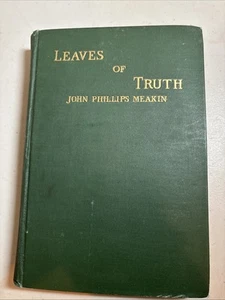 LEAVES
OF
TRUTH
JOHN PHILLIPS MEAKIN